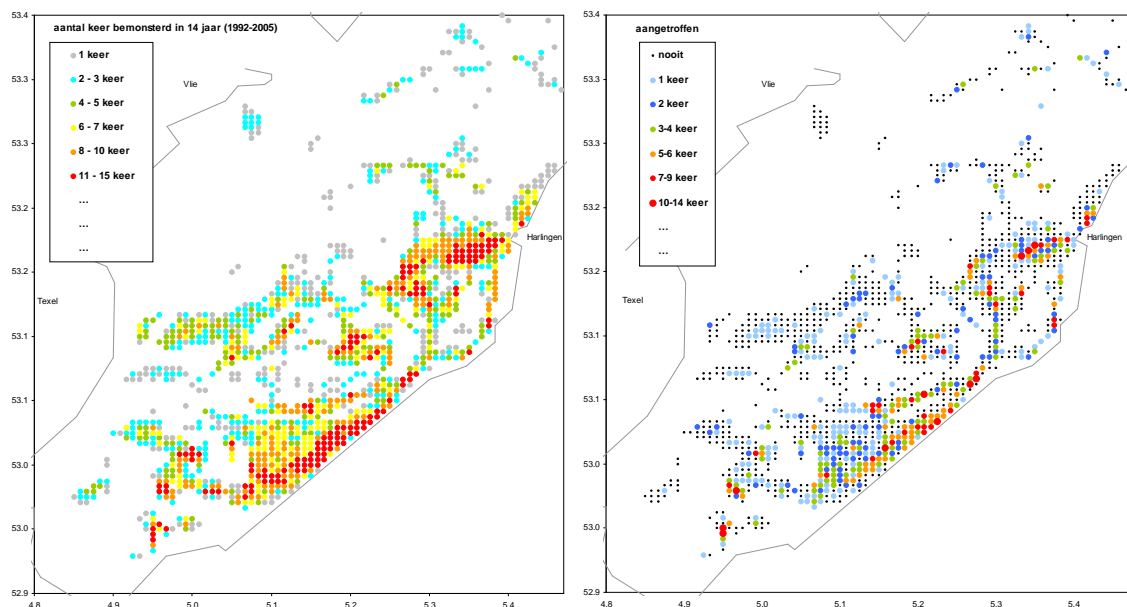 aantal keer bemonsterd in 14 jaar (1992-2005)
1 keer
2 - 3 keer
4 - 5 keer
6 - 7 keer
8 - 10 keer
11 - 15 keer
...
...
...
Vlie
Harlingen
Texel
53.4
53.3
53.3
53.2
53.2
53.1
53.1
53.0
53.0
52.9
4.8
4.9
5.0
5.1
5.2
5.3
5.4
aangetroffen
nooit
1 keer
2 keer
3-4 keer
5-6 keer
7-9 keer
10-14 keer
...
...
Vlie
Harlingen
Texel
53.4
53.3
53.3
53.2
53.2
53.1
53.1
53.0
53.0
52.9
4.8
4.9
5.0
5.1
5.2
5.3
5.4